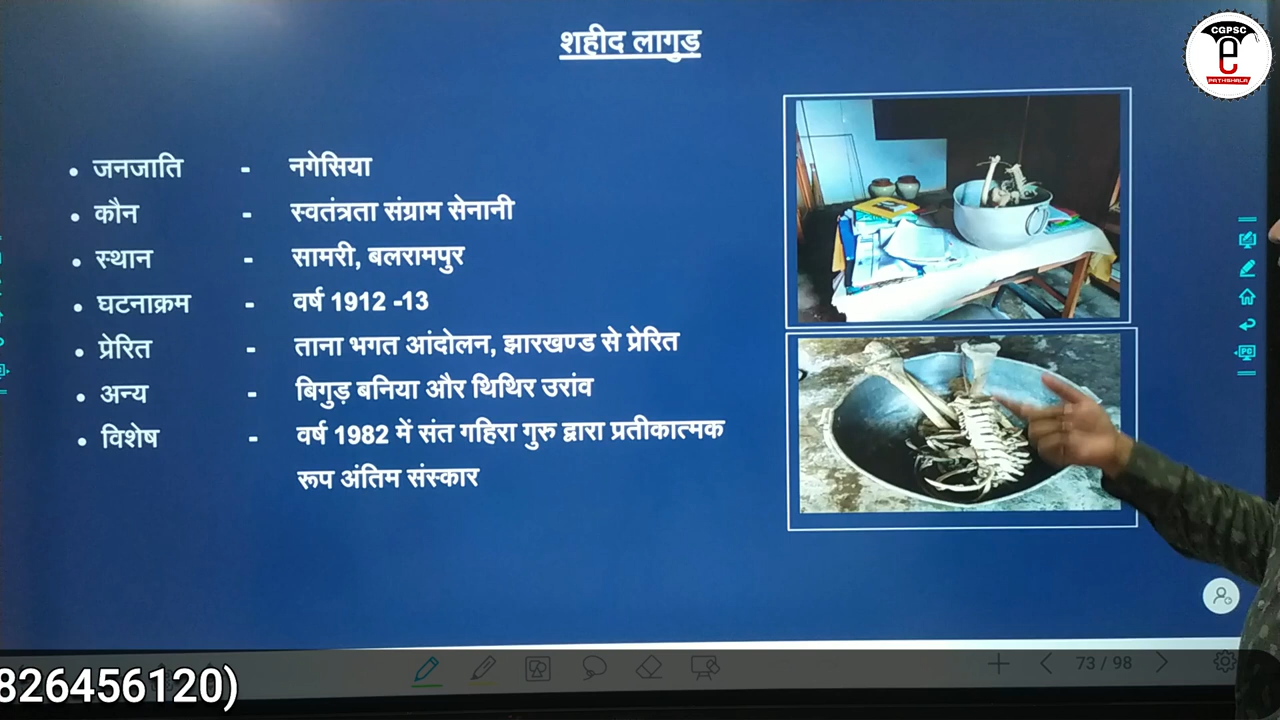 शहीद लागुड़
CGPSC
e
PATHSHALA
• जनजाति - नगेसिया
• कौन - स्वतंत्रता संग्राम सेनानी
• स्थान - सामरी, बलरामपुर
• घटनाक्रम - वर्ष 1912 -13
• प्रेरित - ताना भगत आंदोलन, झारखण्ड से प्रेरित
• अन्य - बिगुड़ बनिया और थिथिर उरांव
• विशेष - वर्ष 1982 में संत गहिरा गुरु द्वारा प्रतीकात्मक
रूप अंतिम संस्कार
73 / 98
826456120)